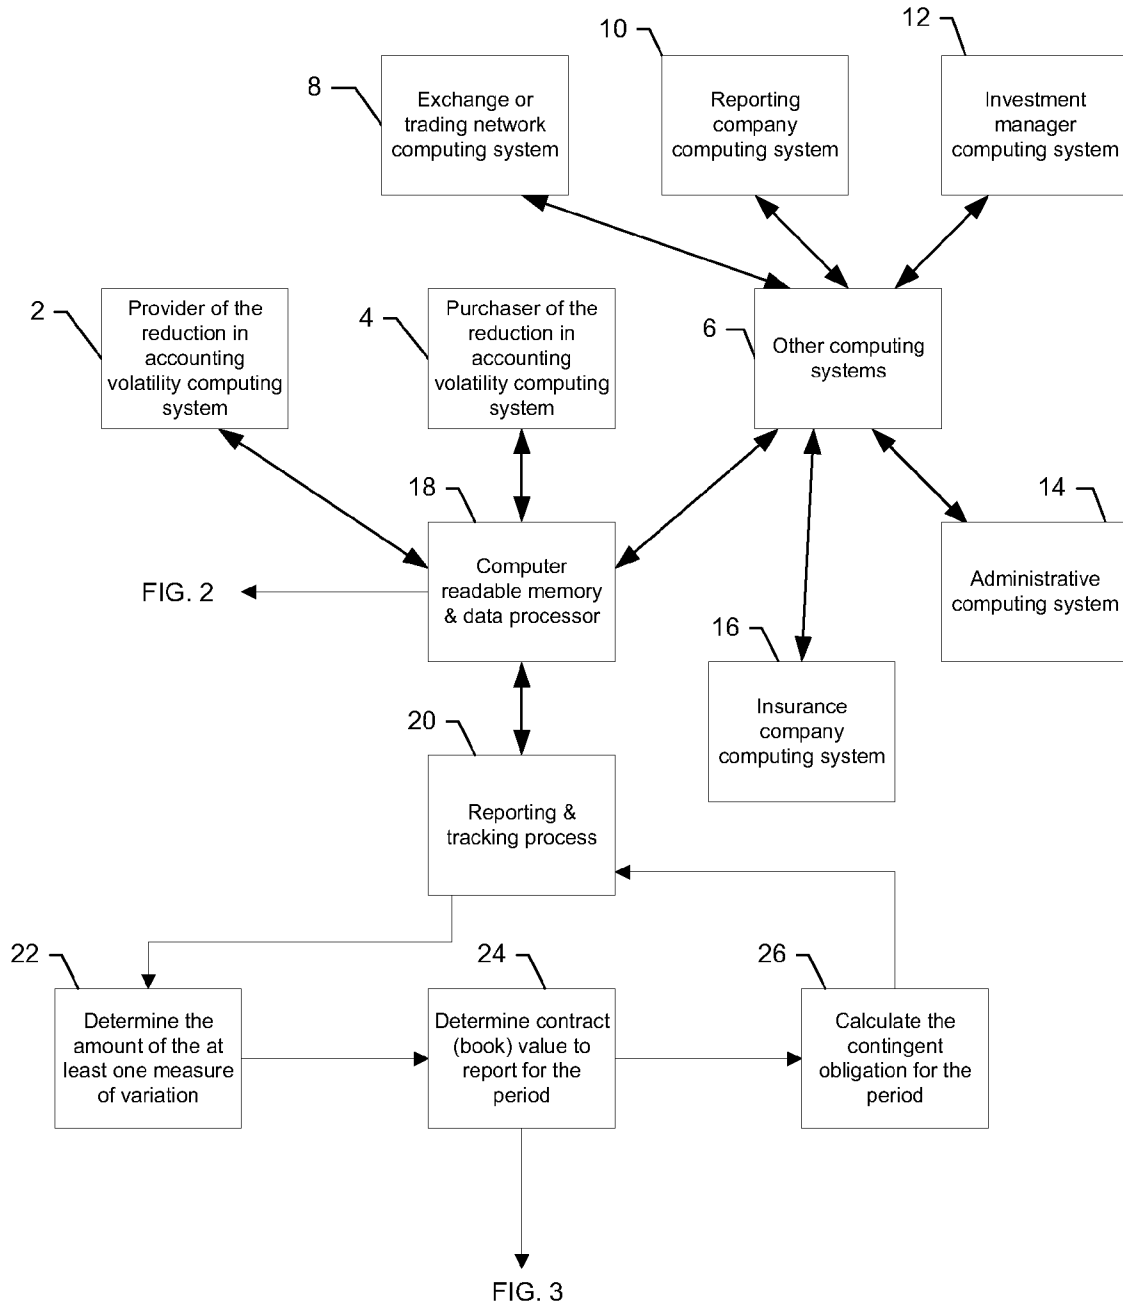 10
12
8
Exchange or
trading network
computing system
Reporting
company
computing system
Investment
manager
computing system
2
Provider of the
reduction in
accounting
volatility computing
system
4
Purchaser of the
reduction in
accounting
volatility computing
system
6
Other computing
systems
18
14
Computer
readable memory
& data processor
FIG. 2
Administrative
computing system
16
Insurance
company
computing system
20
Reporting &
tracking process
22
24
26
Determine the
amount of the at
least one measure
of variation
Determine contract
(book) value to
report for the
period
Calculate the
contingent
obligation for the
period
FIG. 3